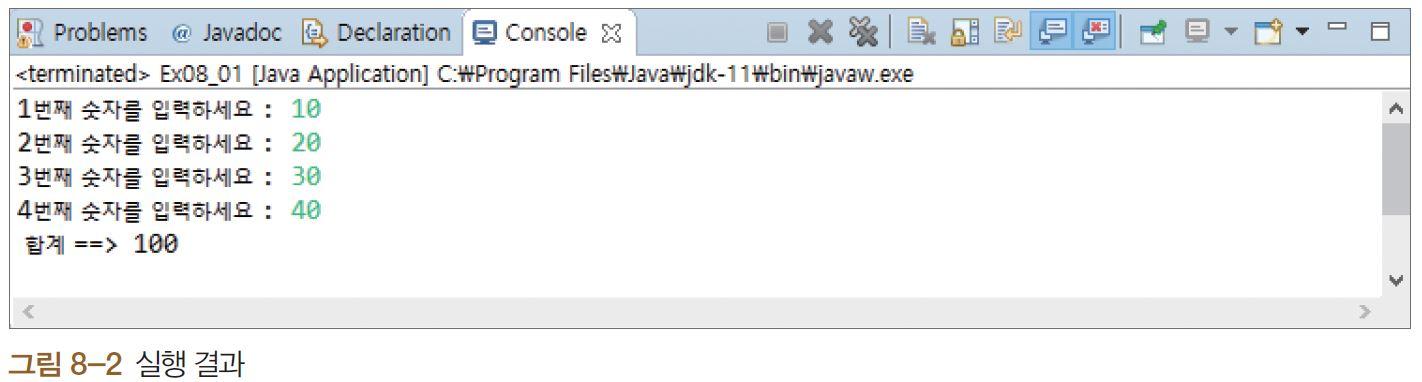 Problems @ Javadoc Declaration Console
<terminated> Ex08_01 [Java Application] C:₩Program Files₩Java₩jdk-11₩bin₩javaw.exe
1번째 숫자를 입력하세요 : 10
2번째 숫자를 입력하세요 : 20
3번째 숫자를 입력하세요 : 30
4번째 숫자를 입력하세요 : 40
합계 ==> 100
그림 8-2 실행 결과